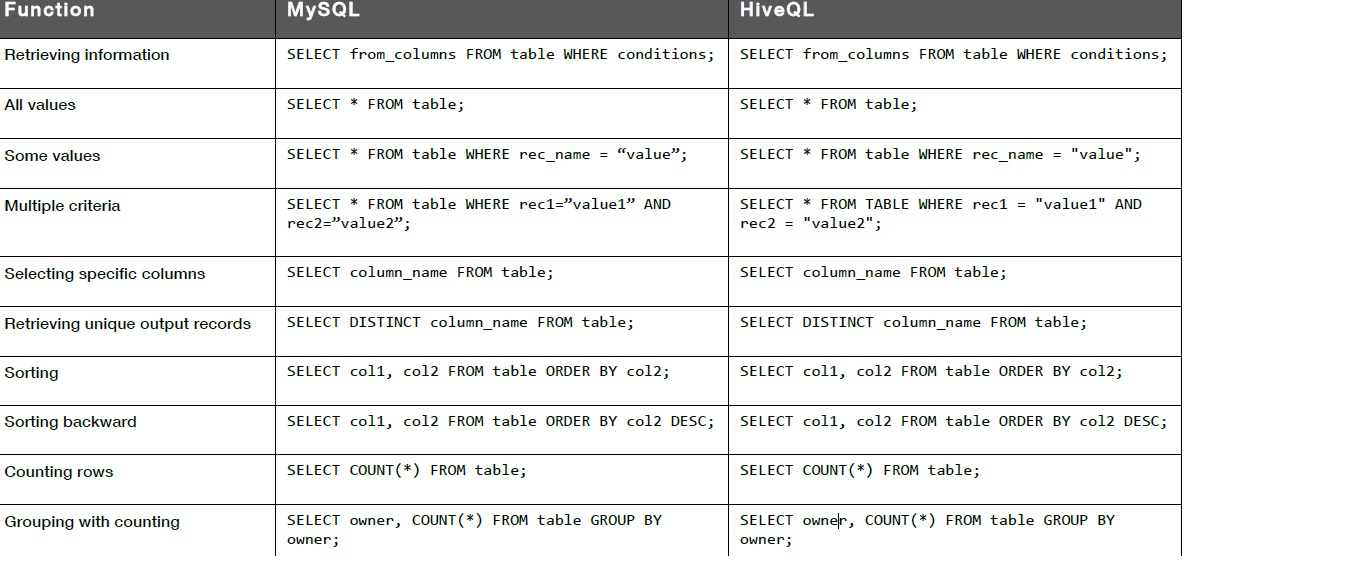 Function MySQL HiveQL
Retrieving information SELECT from_columns FROM table WHERE conditions; SELECT from_columns FROM table WHERE conditions;
All values SELECT * FROM table; SELECT * FROM table;
Some values SELECT * FROM table WHERE rec_name = “value”; SELECT * FROM table WHERE rec_name = "value";
Multiple criteria SELECT * FROM table WHERE rec1=”value1” AND SELECT * FROM TABLE WHERE rec1 = "value1" AND
rec2=”value2”; rec2 = "value2";
Selecting specific columns SELECT column_name FROM table; SELECT column_name FROM table;
Retrieving unique output records SELECT DISTINCT column_name FROM table; SELECT DISTINCT column_name FROM table;
Sorting SELECT col1, col2 FROM table ORDER BY col2; SELECT col1, col2 FROM table ORDER BY col2;
Sorting backward SELECT col1, col2 FROM table ORDER BY col2 DESC; SELECT col1, col2 FROM table ORDER BY col2 DESC;
Counting rows SELECT COUNT(*) FROM table; SELECT COUNT(*) FROM table;
Grouping with counting SELECT owner, COUNT(*) FROM table GROUP BY SELECT owner, COUNT(*) FROM table GROUP BY
owner; owner;